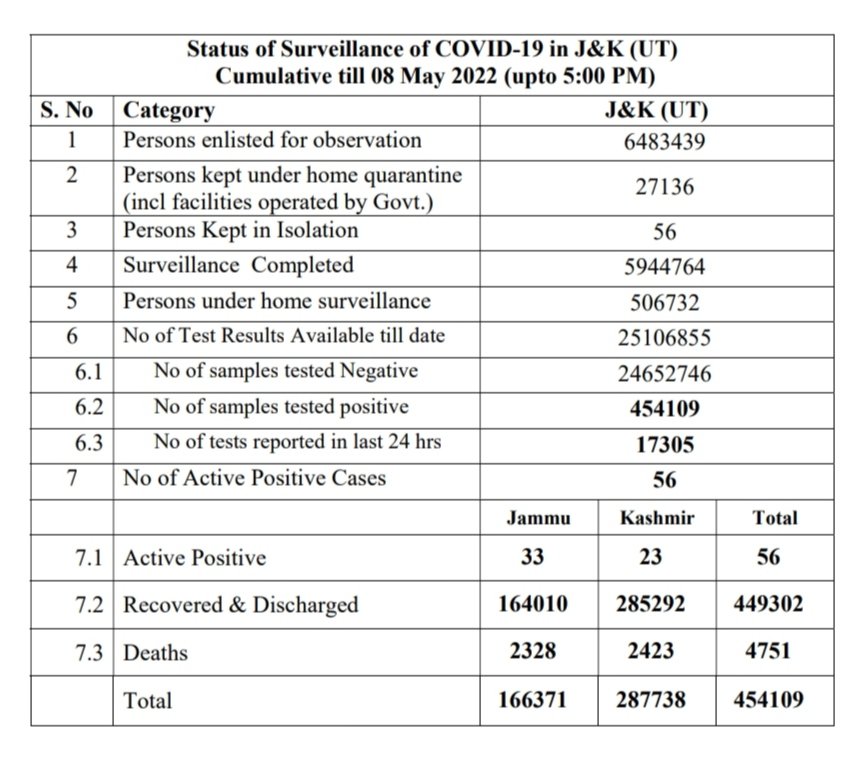 Status of Surveillance of COVID-19 in J&K (UT)
Cumulative till 08 May 2022 (upto 5:00 PM)
S. No Category J&K (UT)
1 Persons enlisted for observation 6483439
2 Persons kept under home quarantine
(incl facilities operated by Govt.) 27136
3 Persons Kept in Isolation 56
4 Surveillance Completed 5944764
5 Persons under home surveillance 506732
6 No of Test Results Available till date 25106855
6.1 No of samples tested Negative 24652746
6.2 No of samples tested positive 454109
6.3 No of tests reported in last 24 hrs 17305
7 No of Active Positive Cases 56
Jammu Kashmir Total
7.1 Active Positive 33 23 56
7.2 Recovered & Discharged 164010 285292 449302
7.3 Deaths 2328 2423 4751
Total 166371 287738 454109